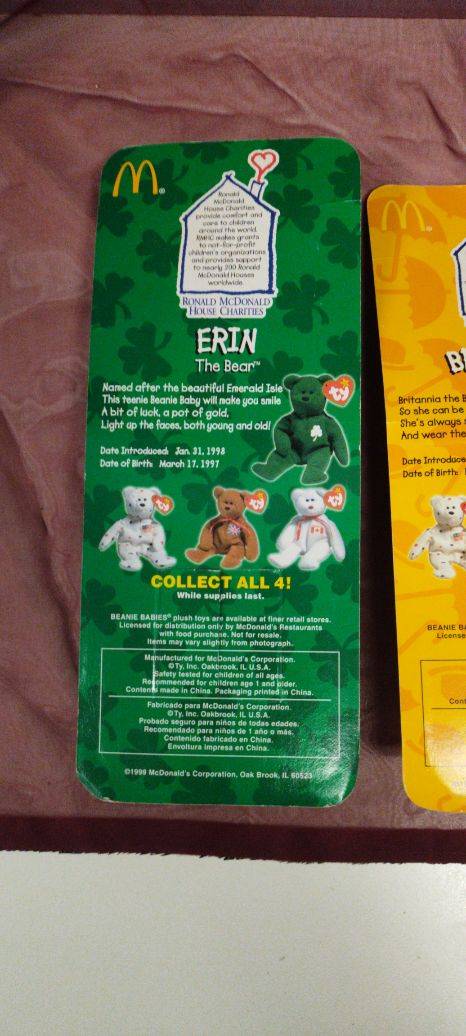 Ronald
McDonald
House Charities
provide comfort and
care to children
around the world.
RMHC makes grants
to not-for-profit
children's organizations
and provides support
to nearly 200 Ronald
McDonald Houses
worldwide.
RONALD MCDONALD
HOUSE CHARITIES
ERIN
The Bear™
Named after the beautiful Emerald Isle
This teenie Beanie Baby will make you smile
A bit of luck, a pot of gold,
Light up the faces, both young and old!
Date Introduced: Jan. 31, 1998
Date of Birth: March 17, 1997
ty
ty
ty
ty
COLLECT ALL 4!
While supplies last.
BEANIE BABIES® plush toys are available at finer retail stores.
Licensed for distribution only by McDonald's Restaurants
with food purchase. Not for resale.
Items may vary slightly from photograph.
Manufactured for McDonald's Corporation.
©Ty, Inc. Oakbrook, IL U.S.A.
Safety tested for children of all ages.
Recommended for children age 1 and older.
Contents made in China. Packaging printed in China.
Fabricado para McDonald's Corporation.
©Ty, Inc. Oakbrook, IL U.S.A.
Probado seguro para niños de todas edades.
Recomendado para niños de 1 año o más.
Contenido fabricado en China.
Envoltura impresa en China.
©1999 McDonald's Corporation, Oak Brook, IL 60523
Britannia the B
So she can be
She's always
And wear the
Date Introduce
Date of Birth:
BEANIE BA
License
Cont